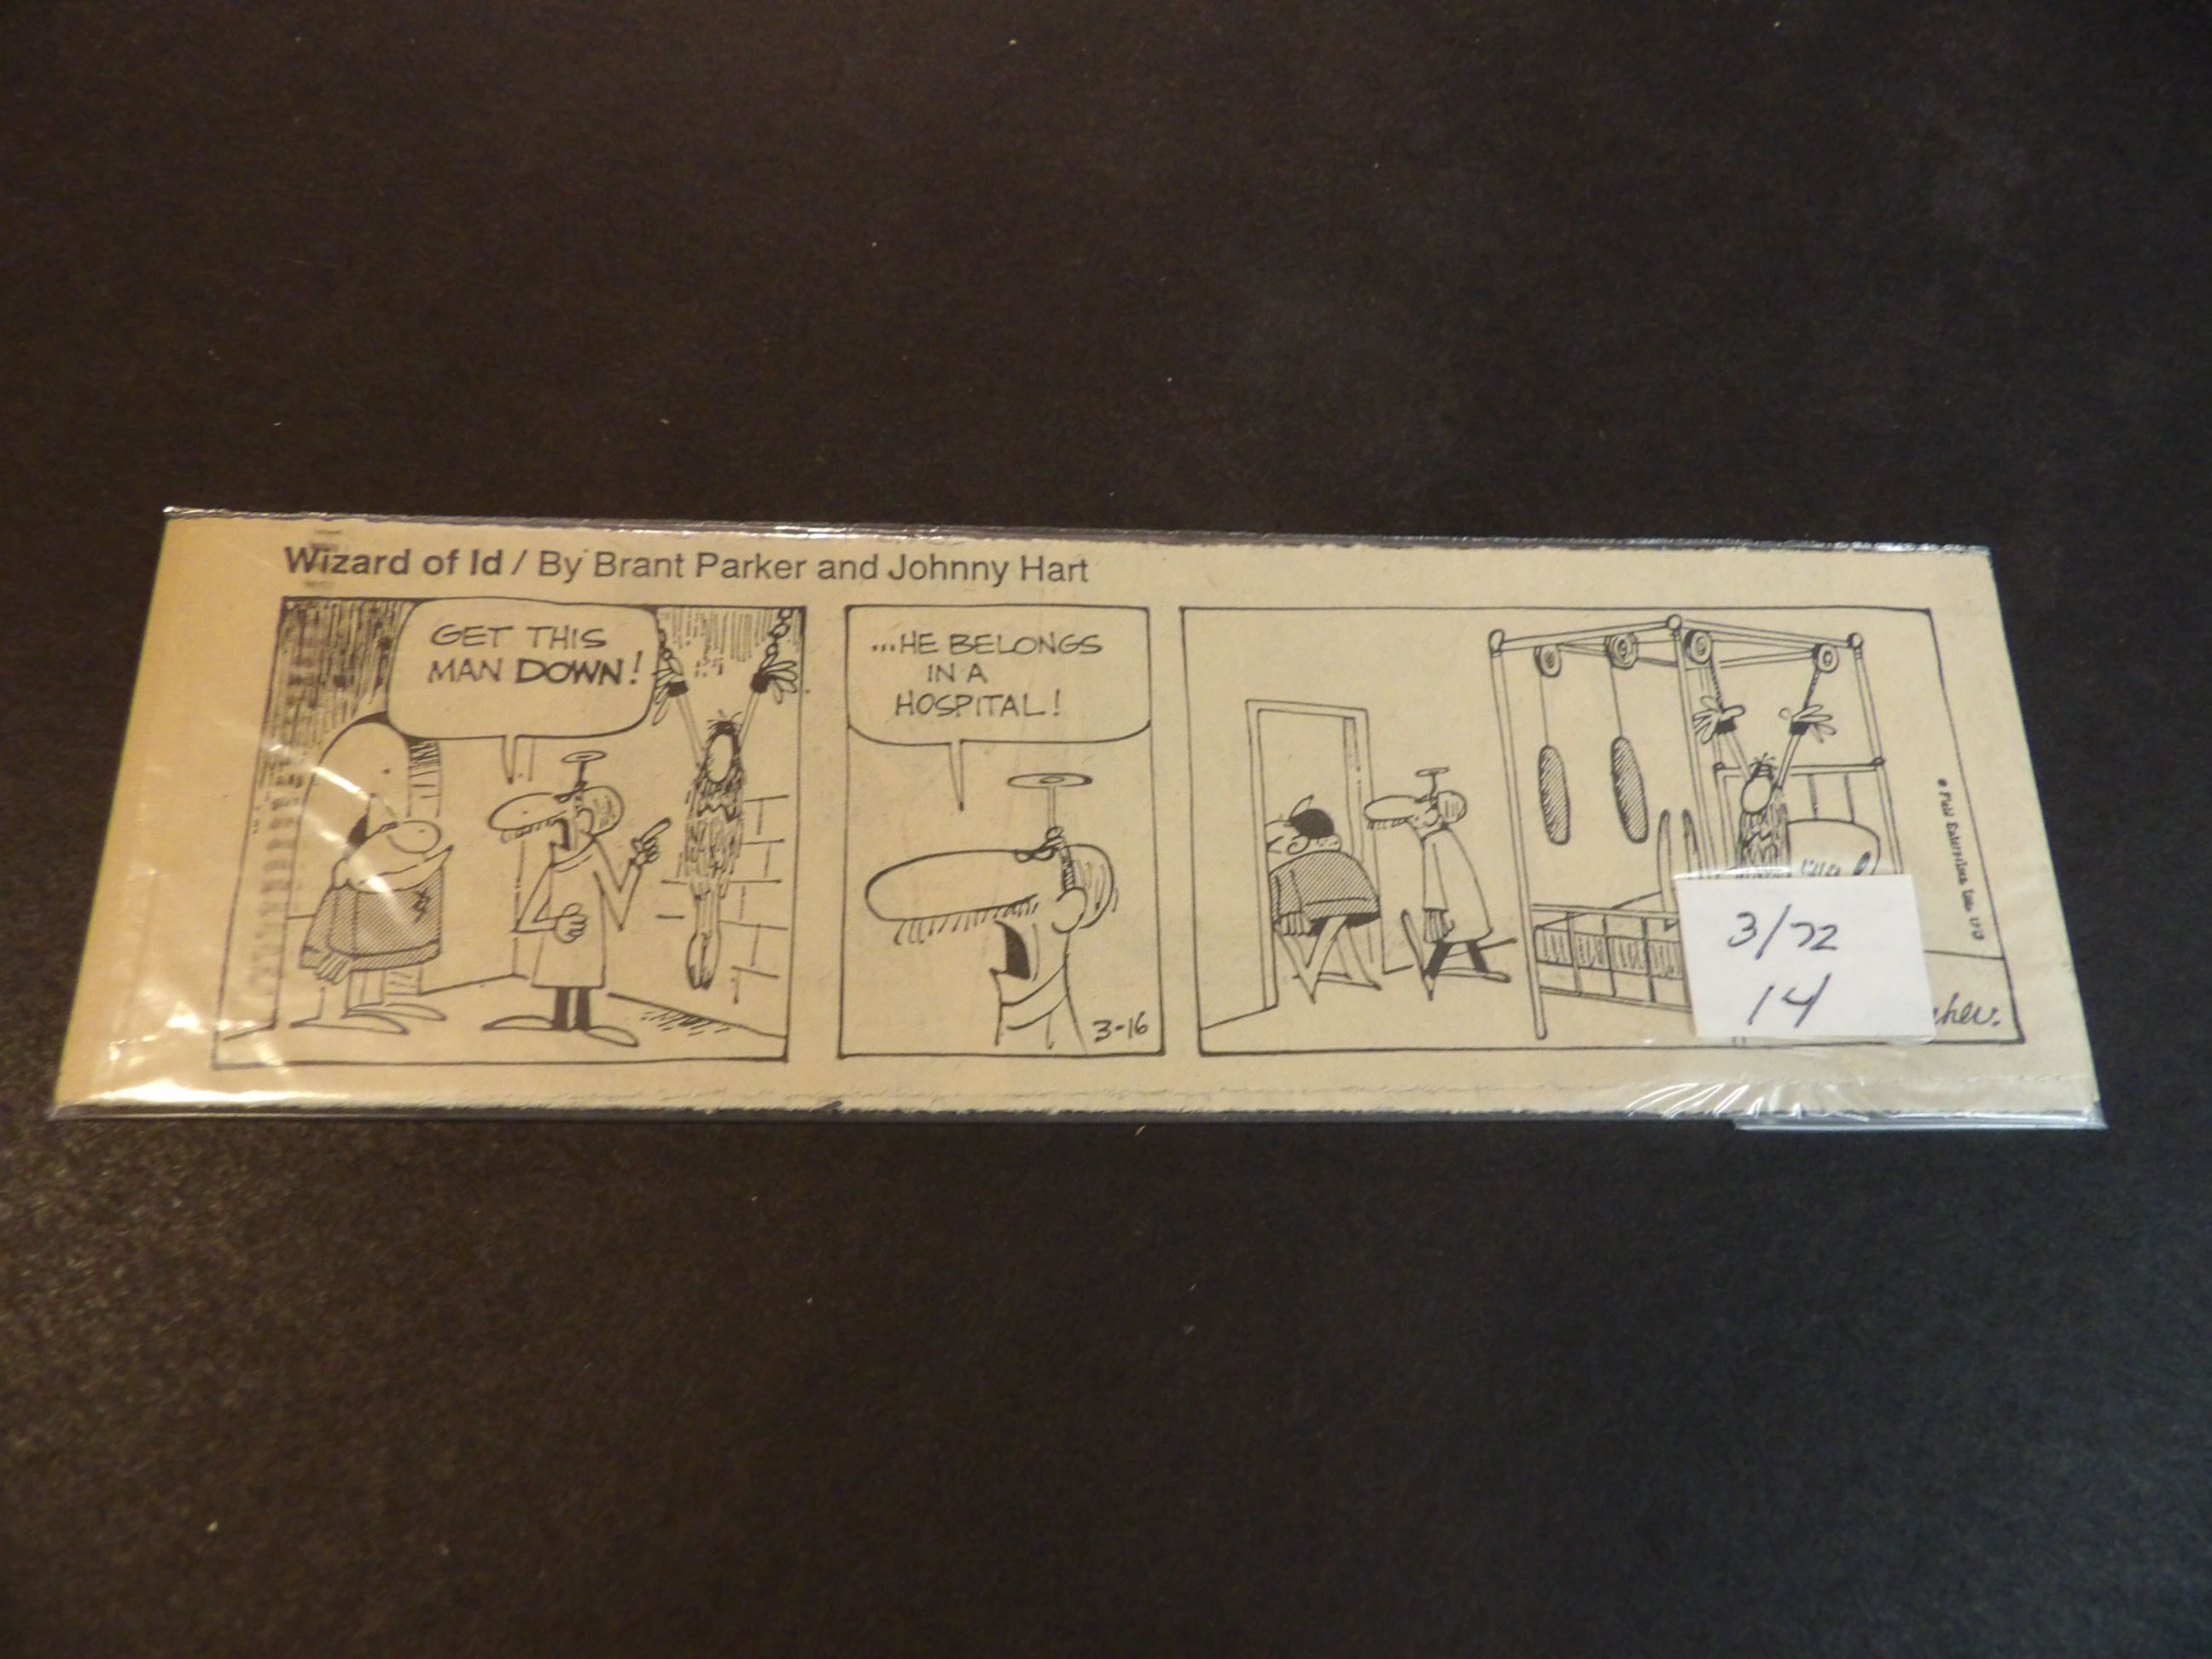 Wizard of Id / By Brant Parker and Johnny Hart
GET THIS
MAN DOWN!
...HE BELONGS
IN A
HOSPITAL!
3-16
3/72
14